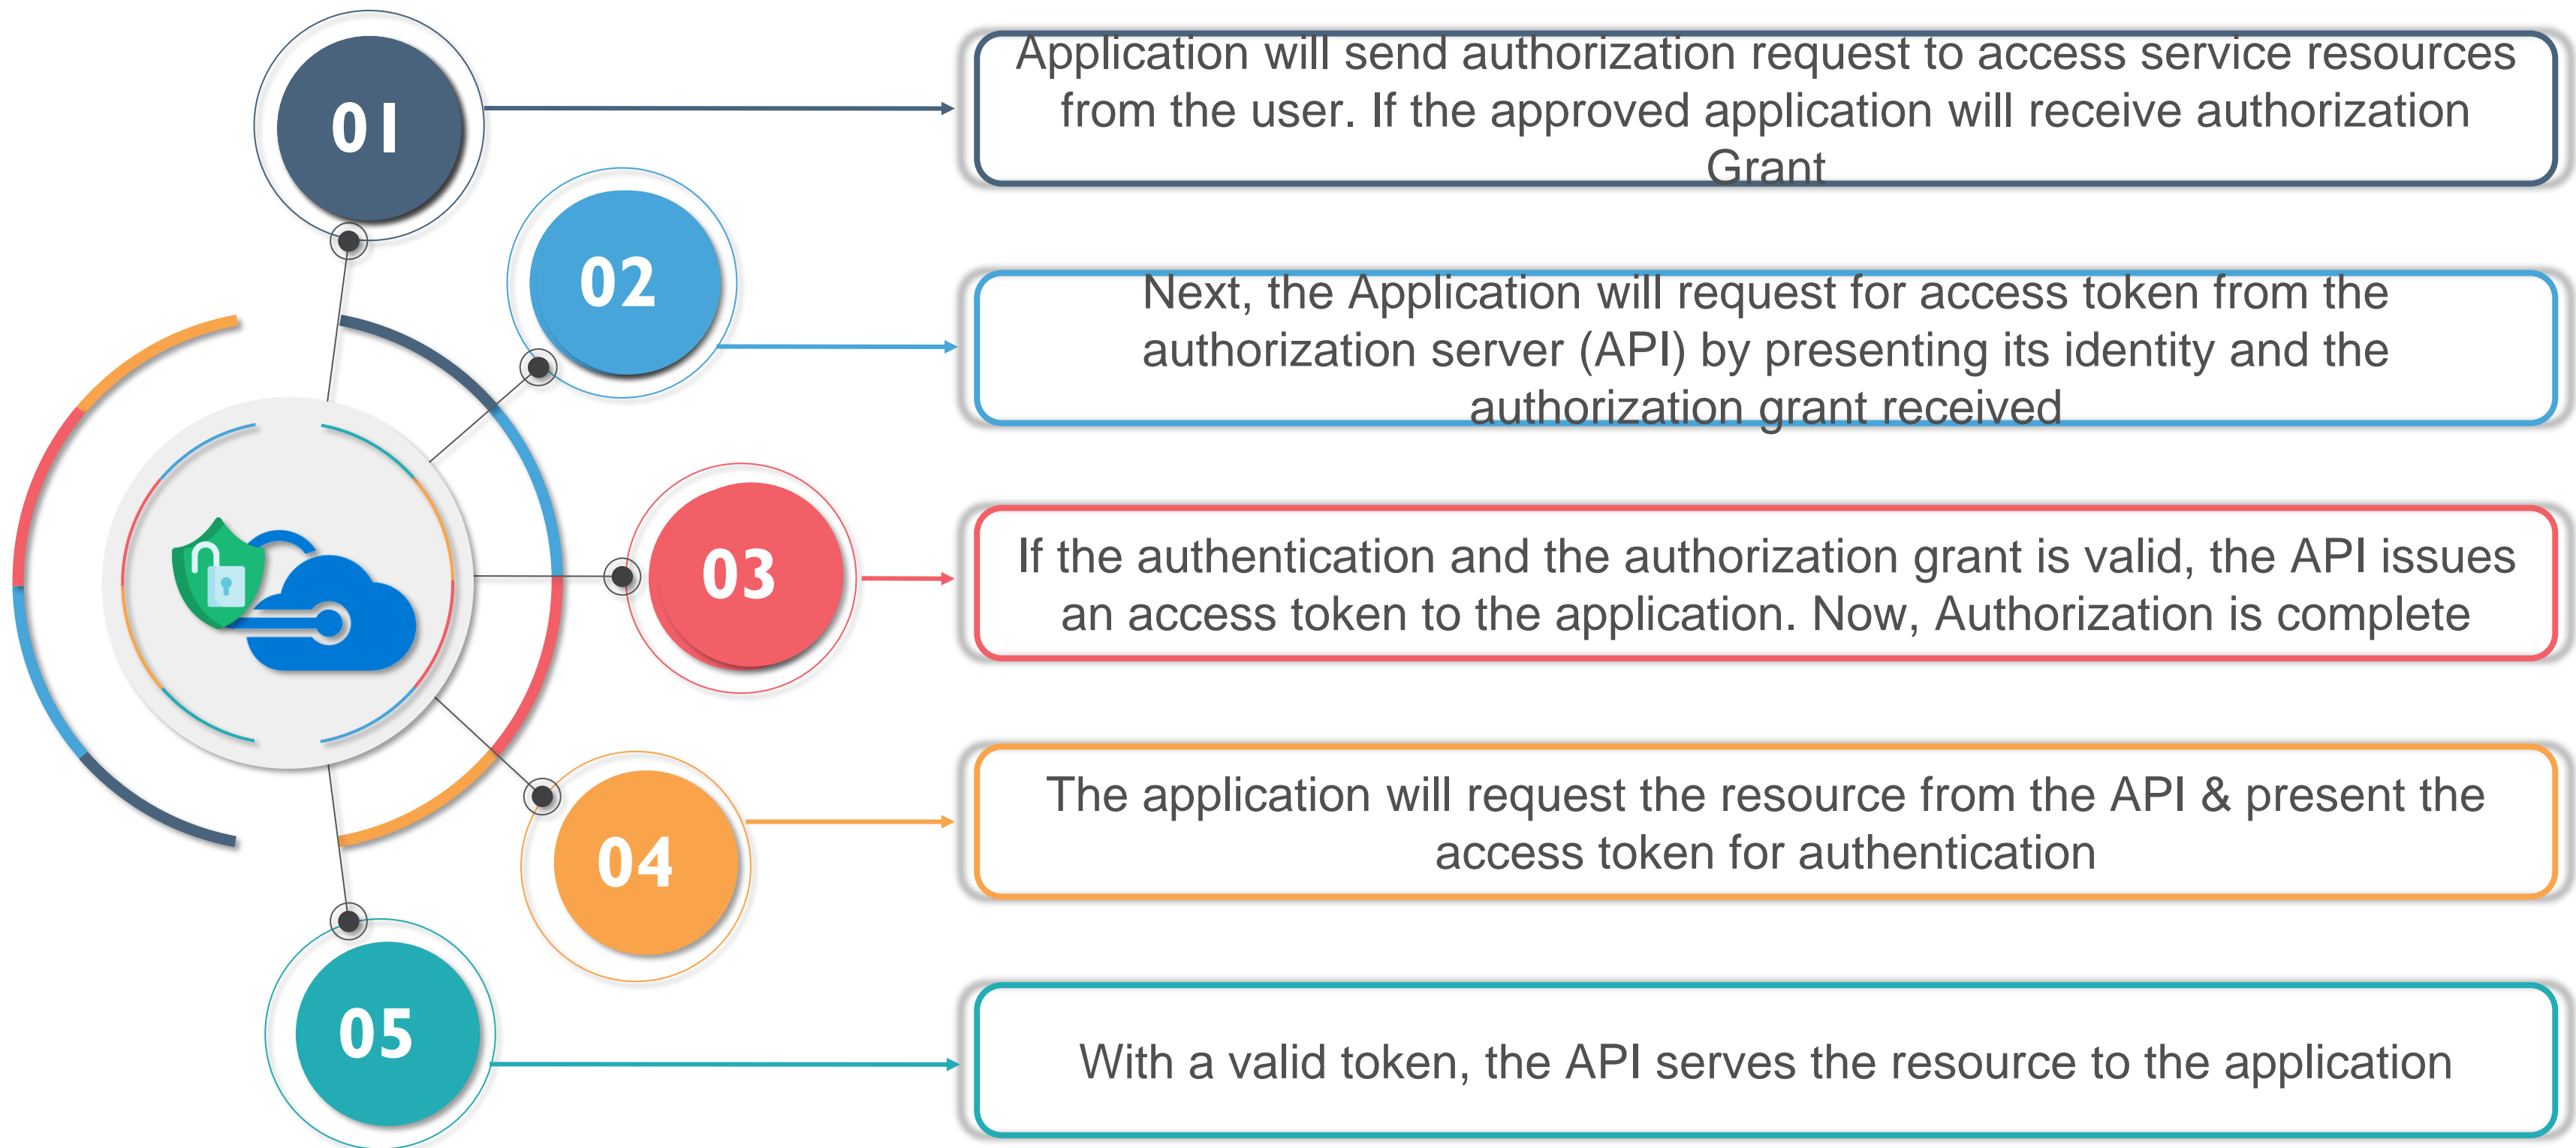 01
Application will send authorization request to access service resources
from the user. If the approved application will receive authorization
Grant
02
Next, the Application will request for access token from the
authorization server (API) by presenting its identity and the
authorization grant received
03
If the authentication and the authorization grant is valid, the API issues
an access token to the application. Now, Authorization is complete
04
The application will request the resource from the API & present the
access token for authentication
05
With a valid token, the API serves the resource to the application